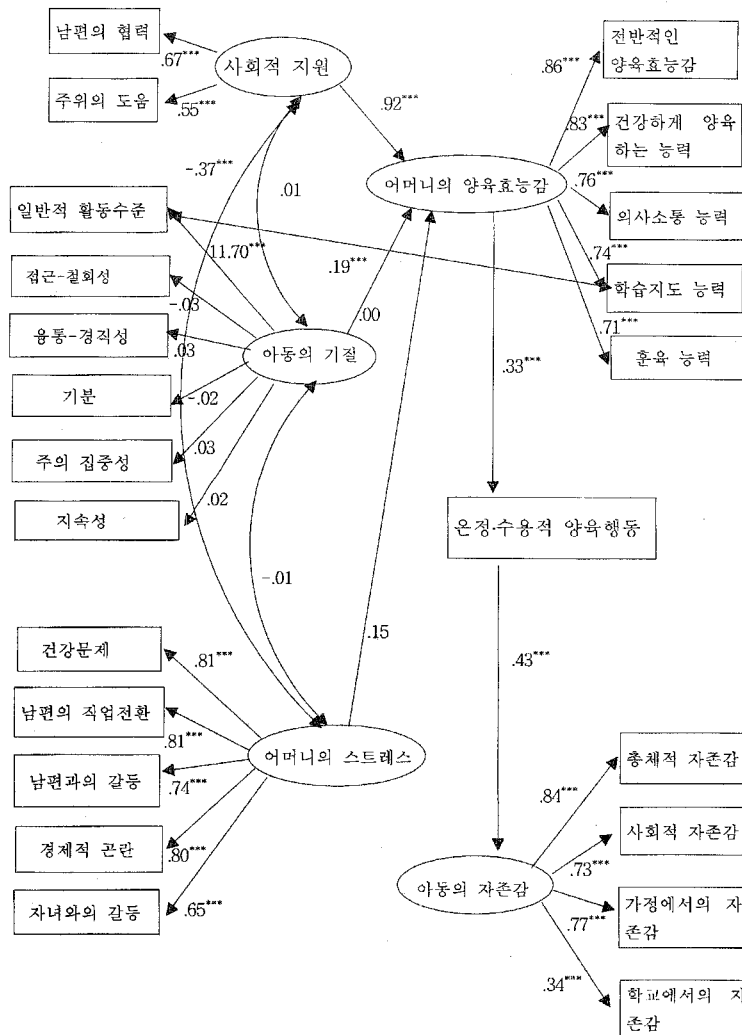 남편의 협력
.67***
주위의 도움
.55***
사회적 지원
.92***
전반적인
양육효능감
.86***
건강하게 양육
하는 능력
.83***
어머니의 양육효능감
.76***
의사소통 능력
.74***
학습지도 능력
.71***
훈육 능력
-.37***
.01
일반적 활동수준
11.70***
.19***
접근-철회성
-.03
.00
융통-경직성
.03
아동의 기질
기분
-.02
주의 집중성
.03
지속성
.02
.33***
온정·수용적 양육행동
-.01
.15
.43***
건강문제
.81***
남편의 직업전환
.81***
어머니의 스트레스
남편과의 갈등
.74***
경제적 곤란
.80***
자녀와의 갈등
.65***
총체적 자존감
.84***
사회적 자존감
.73***
아동의 자존감
가정에서의 자
존감
.77***
.34***
학교에서의 자
존감